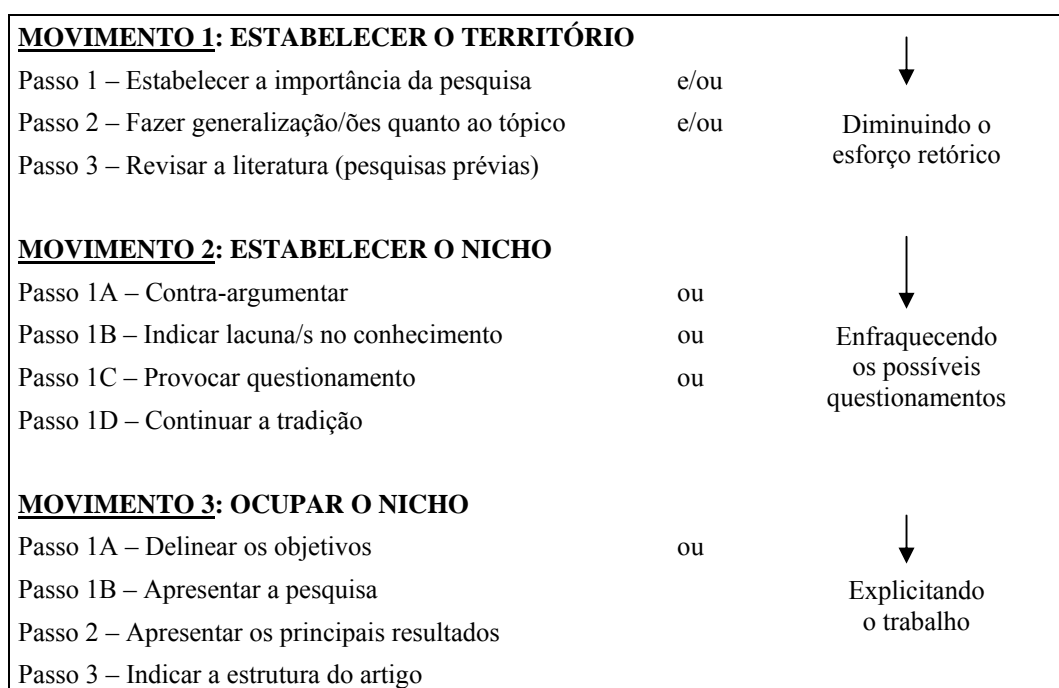 MOVIMENTO 1: ESTABELECER O TERRITÓRIO
Passo 1 – Estabelecer a importância da pesquisa e/ou
Passo 2 – Fazer generalização/ões quanto ao tópico e/ou
Passo 3 – Revisar a literatura (pesquisas prévias)
Diminuindo o
esforço retórico
MOVIMENTO 2: ESTABELECER O NICHO
Passo 1A – Contra-argumentar ou
Passo 1B – Indicar lacuna/s no conhecimento ou
Passo 1C – Provocar questionamento ou
Passo 1D – Continuar a tradição
Enfraquecendo
os possíveis
questionamentos
MOVIMENTO 3: OCUPAR O NICHO
Passo 1A – Delinear os objetivos ou
Passo 1B – Apresentar a pesquisa
Passo 2 – Apresentar os principais resultados
Passo 3 – Indicar a estrutura do artigo
Explicitando
o trabalho